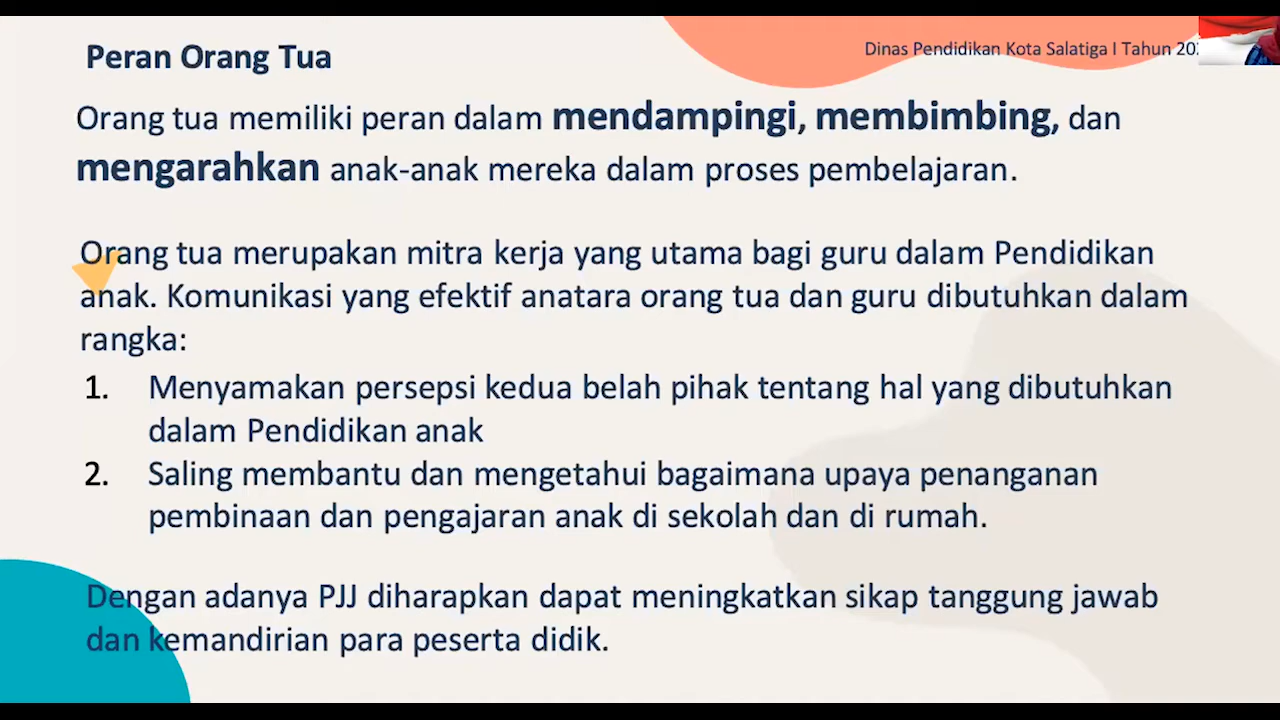 Peran Orang Tua
Dinas Pendidikan Kota Salatiga I Tahun
Orang tua memiliki peran dalam mendampingi, membimbing, dan
mengarahkan anak-anak mereka dalam proses pembelajaran.
Orang tua merupakan mitra kerja yang utama bagi guru dalam Pendidikan
anak. Komunikasi yang efektif anatara orang tua dan guru dibutuhkan dalam
rangka:
1. Menyamakan persepsi kedua belah pihak tentang hal yang dibutuhkan
dalam Pendidikan anak
2. Saling membantu dan mengetahui bagaimana upaya penanganan
pembinaan dan pengajaran anak di sekolah dan di rumah.
Dengan adanya PJJ diharapkan dapat meningkatkan sikap tanggung jawab
dan kemandirian para peserta didik.